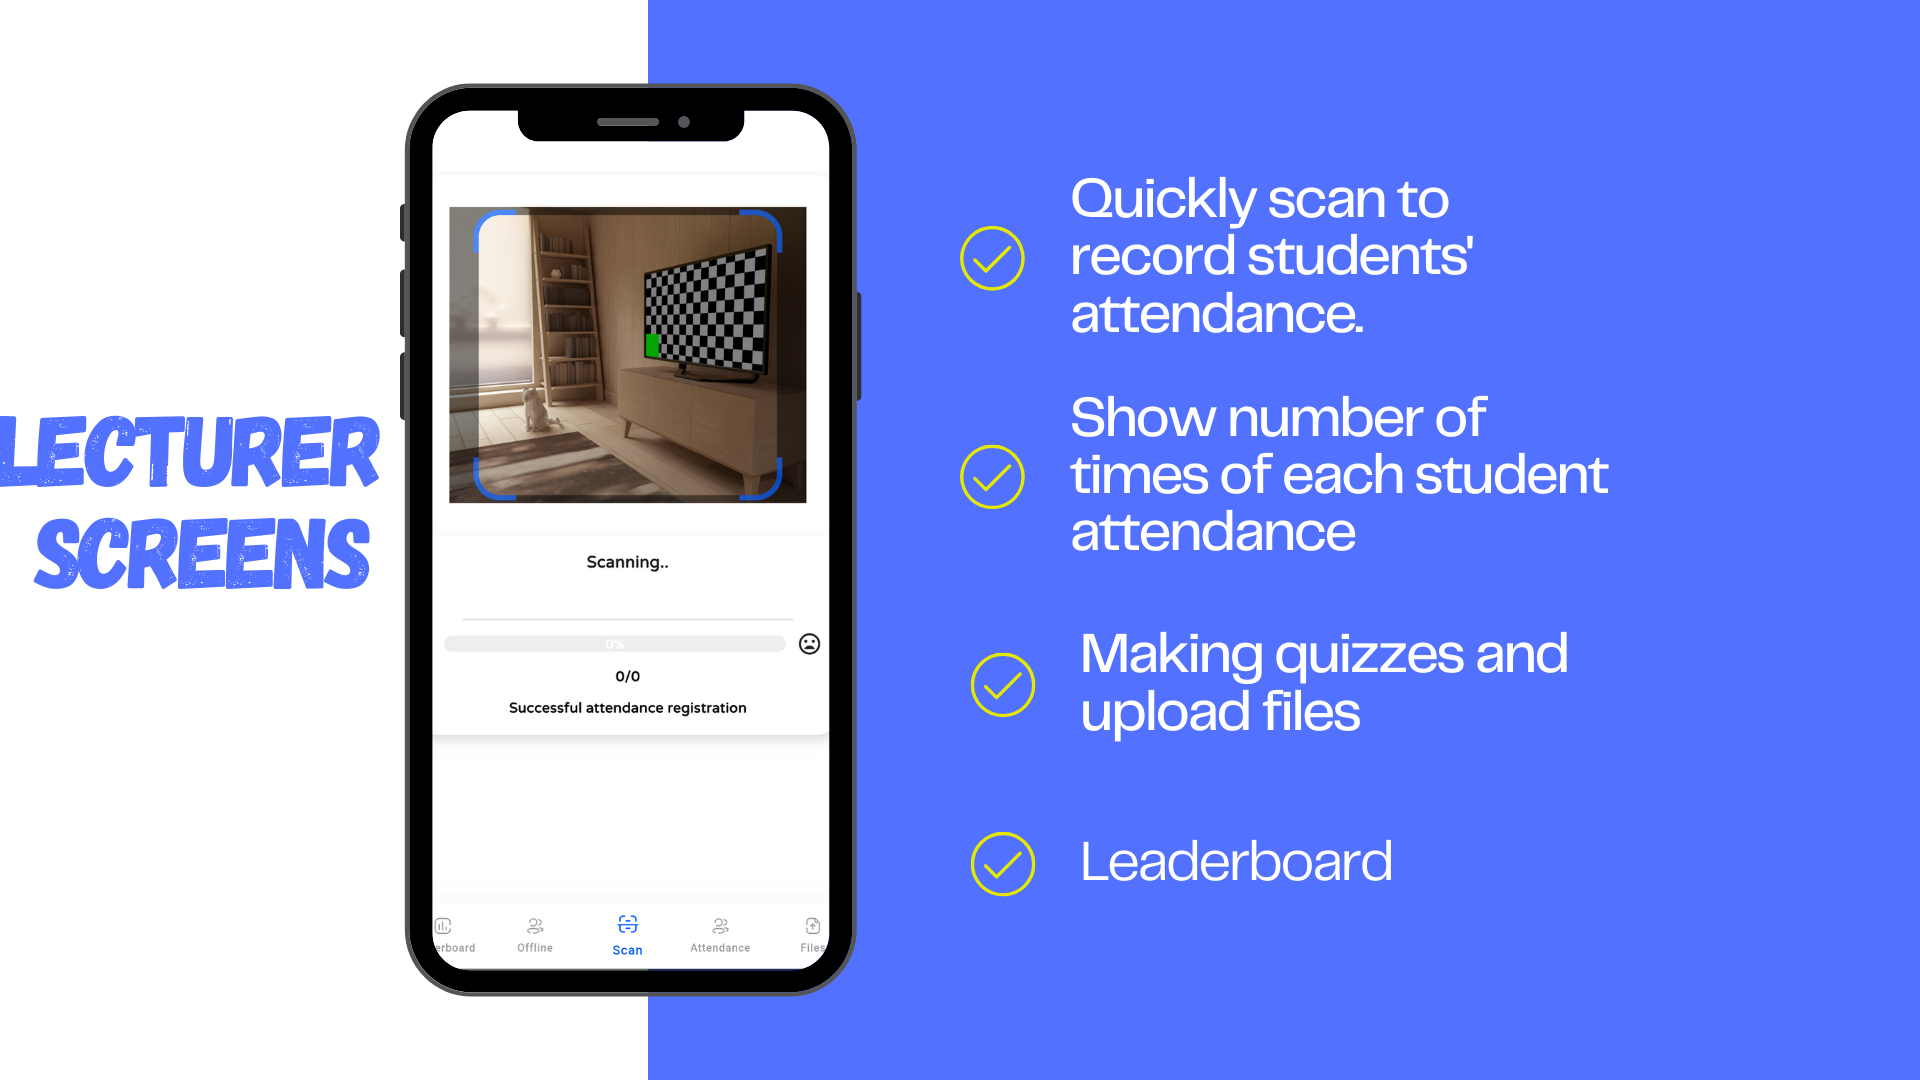 LECTURER
SCREENS
Scanning..
0%
0/0
Successful attendance registration
erboard
Offline
Scan
Attendance
Files
Quickly scan to
record students'
attendance.
Show number of
times of each student
attendance
Making quizzes and
upload files
Leaderboard